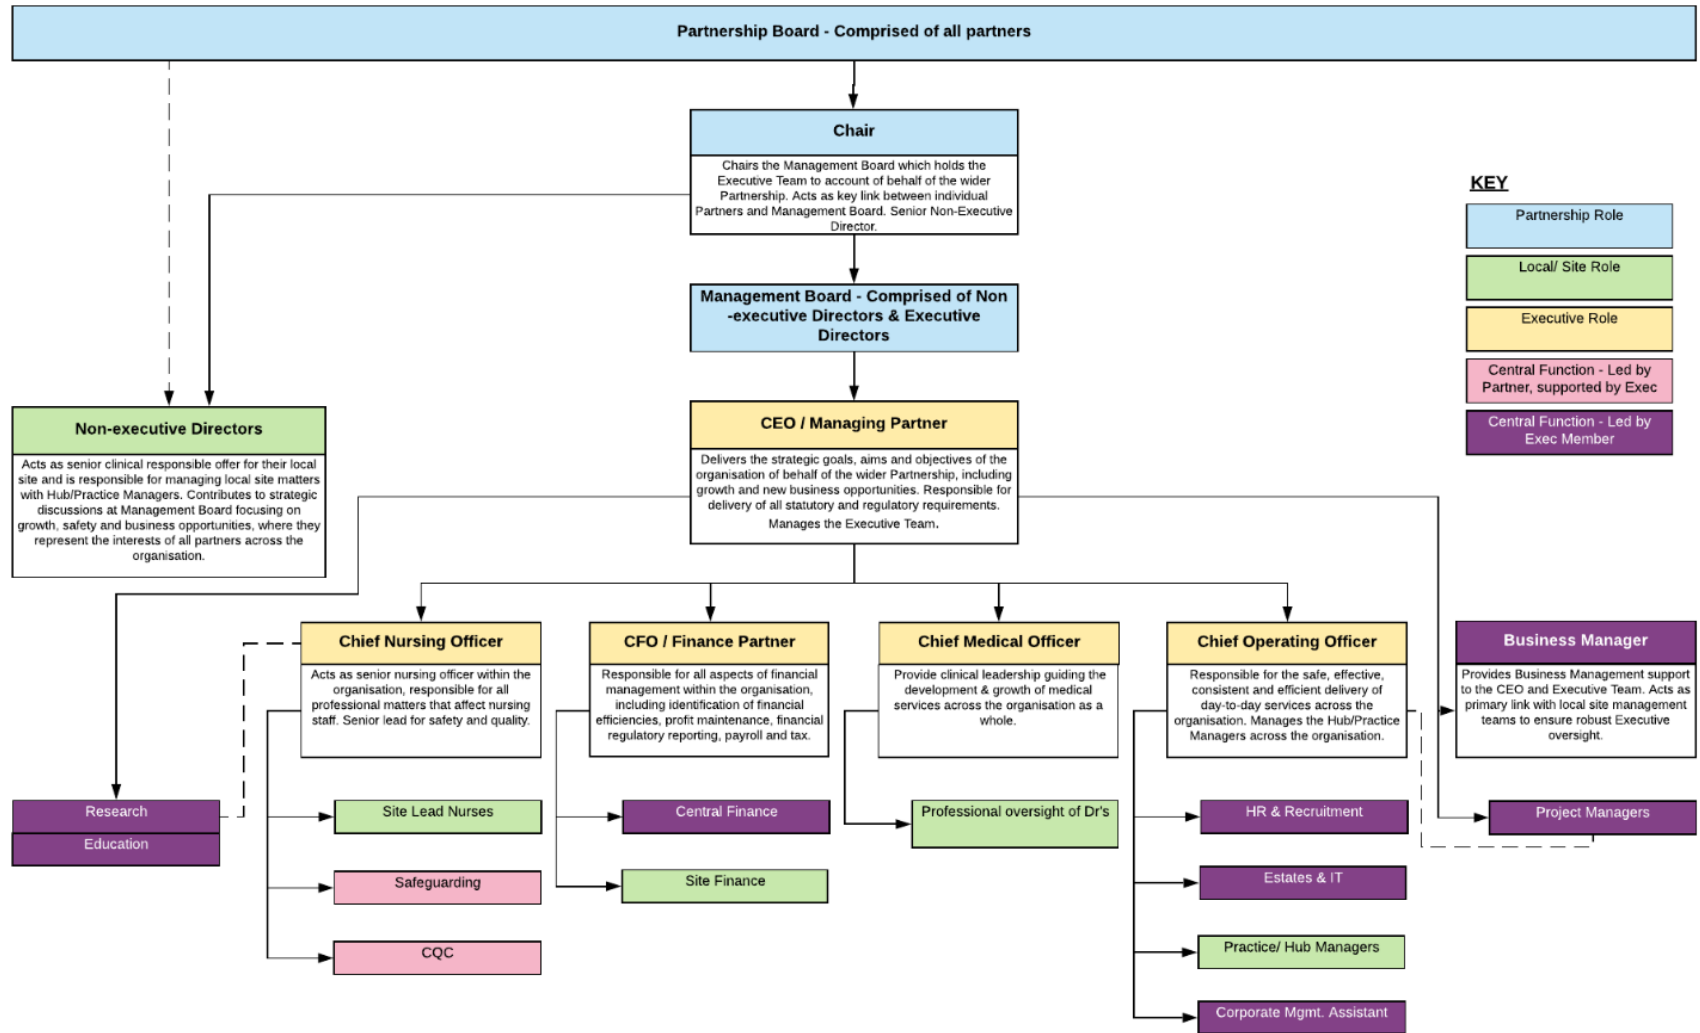 Partnership Board - Comprised of all partners
Chair
Chairs the Management Board which holds the
Executive Team to account of behalf of the wider
Partnership. Acts as key link between individual
Partners and Management Board. Senior Non-Executive
Director.
KEY
Partnership Role
Local/ Site Role
Executive Role
Central Function - Led by
Partner, supported by Exec
Central Function - Led by
Exec Member
Management Board - Comprised of Non
-executive Directors & Executive
Directors
Non-executive Directors
Acts as senior clinical responsible offer for their local
site and is responsible for managing local site matters
with Hub/Practice Managers. Contributes to strategic
discussions at Management Board focusing on
growth, safety and business opportunities, where they
represent the interests of all partners across the
organisation.
CEO / Managing Partner
Delivers the strategic goals, aims and objectives of the
organisation of behalf of the wider Partnership, including
growth and new business opportunities. Responsible for
delivery of all statutory and regulatory requirements.
Manages the Executive Team.
Chief Nursing Officer
Acts as senior nursing officer within the
organisation, responsible for all
professional matters that affect nursing
staff. Senior lead for safety and quality.
CFO / Finance Partner
Responsible for all aspects of financial
management within the organisation,
including identification of financial
efficiencies, profit maintenance, financial
regulatory reporting, payroll and tax.
Chief Medical Officer
Provide clinical leadership guiding the
development & growth of medical
services across the organisation as a
whole.
Chief Operating Officer
Responsible for the safe, effective,
consistent and efficient delivery of
day-to-day services across the
organisation. Manages the Hub/Practice
Managers across the organisation.
Business Manager
Provides Business Management support
to the CEO and Executive Team. Acts as
primary link with local site management
teams to ensure robust Executive
oversight.
Research
Education
Site Lead Nurses
Safeguarding
CQC
Central Finance
Site Finance
Professional oversight of Dr's
HR & Recruitment
Estates & IT
Practice/ Hub Managers
Corporate Mgmt. Assistant
Project Managers